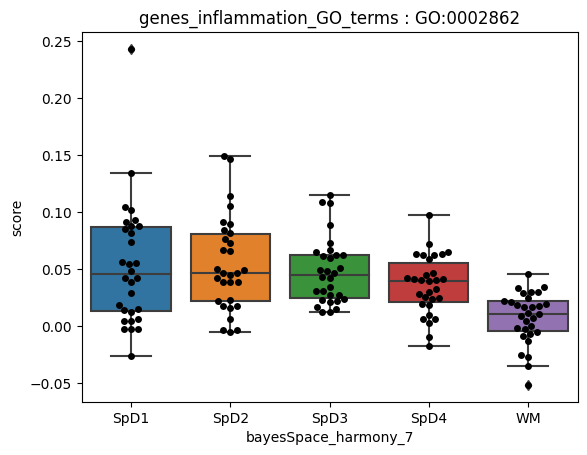 genes_inflammation_GO_terms : GO:0002862
0.25
0.20
0.15
0.10
0.05
0.00
−0.05
score
SpD1 SpD2 SpD3 SpD4 WM
bayesSpace_harmony_7